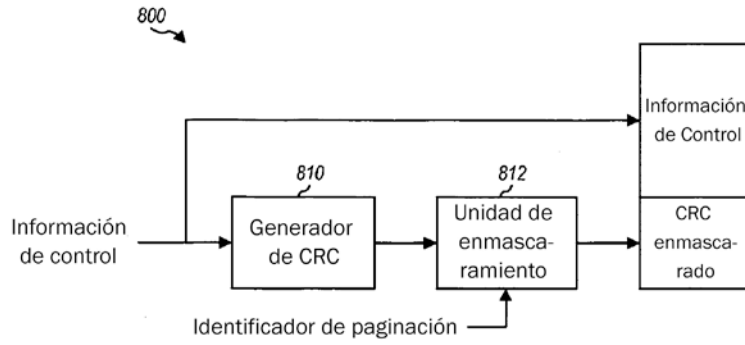 800
Información
de Control
810
812
Información
de control
Generador
de CRC
Unidad de
enmasca-
ramiento
CRC
enmasca-
rado
Identificador de paginación